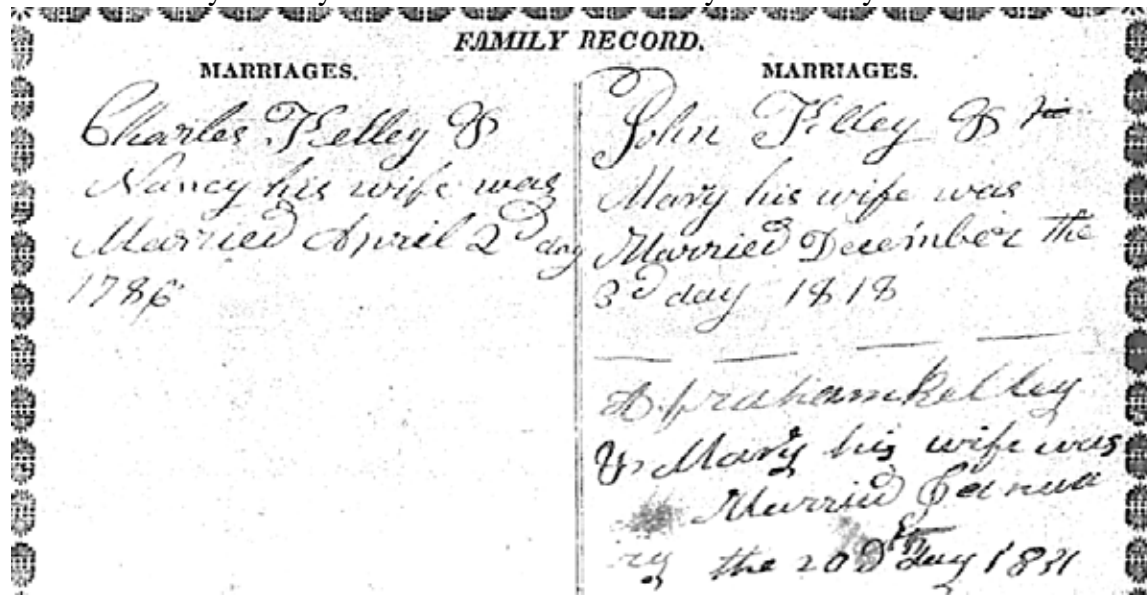 FAMILY RECORD.
MARRIAGES.
Charles Kelley &
Nancy his wife was
Married April 2d day
1786
MARRIAGES.
John Kelley &
Mary his wife was
Married December the
3d day 1818
Abraham Kelley
& Mary his wife was
Married Janua
ry the 20th Day 1831